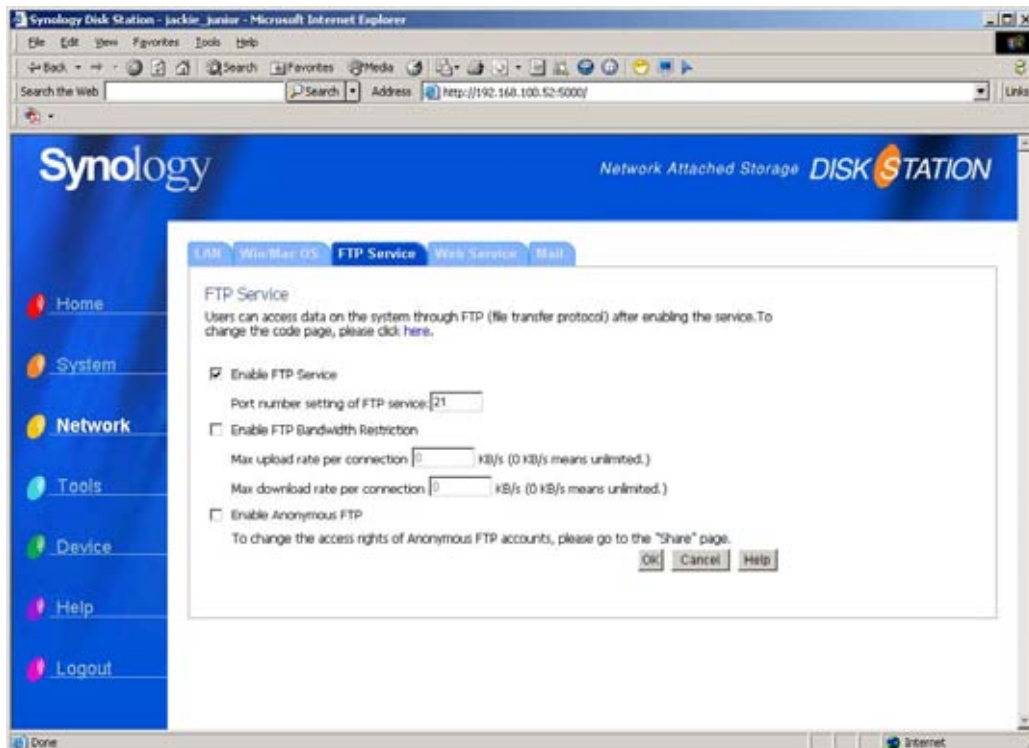 Synology Disk Station - jackie_junior - Microsoft Internet Explorer
File Edit View Favorites Tools Help
Back Search Favorites Media
Search the Web Search Address http://192.168.100.52:5000/ Links
Synology
Network Attached Storage DISK STATION
LAN Win/Mac OS FTP Service Web Service Mail
Home
System
Network
Tools
Device
Help
Logout
FTP Service
Users can access data on the system through FTP (file transfer protocol) after enabling the service.To
change the code page, please click here.
Enable FTP Service
Port number setting of FTP service: 21
Enable FTP Bandwidth Restriction
Max upload rate per connection 0 KB/s (0 KB/s means unlimited.)
Max download rate per connection 0 KB/s (0 KB/s means unlimited.)
Enable Anonymous FTP
To change the access rights of Anonymous FTP accounts, please go to the "Share" page.
OK Cancel Help
Done Internet